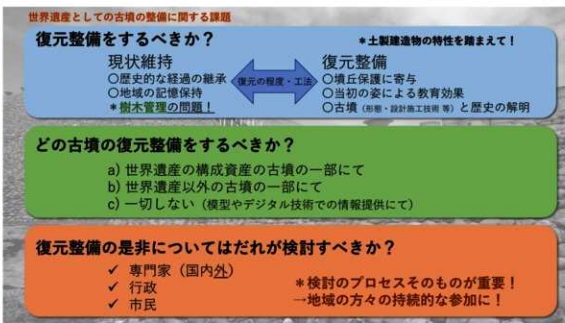 世界遺産としての古墳の整備に関する課題
復元整備をするべきか?
*土製建造物の特性を踏まえて!
現状維持
○歴史的な経過の継承
○地域の記憶保持
*樹木管理の問題!
復元の程度・工法
復元整備
○墳丘保護に寄与
○当初の姿による教育効果
○古墳(形態・設計施工技術 等)と歴史の解明
どの古墳の復元整備をするべきか?
a) 世界遺産の構成資産の古墳の一部にて
b) 世界遺産以外の古墳の一部にて
c) 一切しない(模型やデジタル技術での情報提供にて)
復元整備の是非についてはだれが検討すべきか?
✓ 専門家(国内外)
✓ 行政
✓ 市民
*検討のプロセスそのものが重要!
→地域の方々の持続的な参加に!